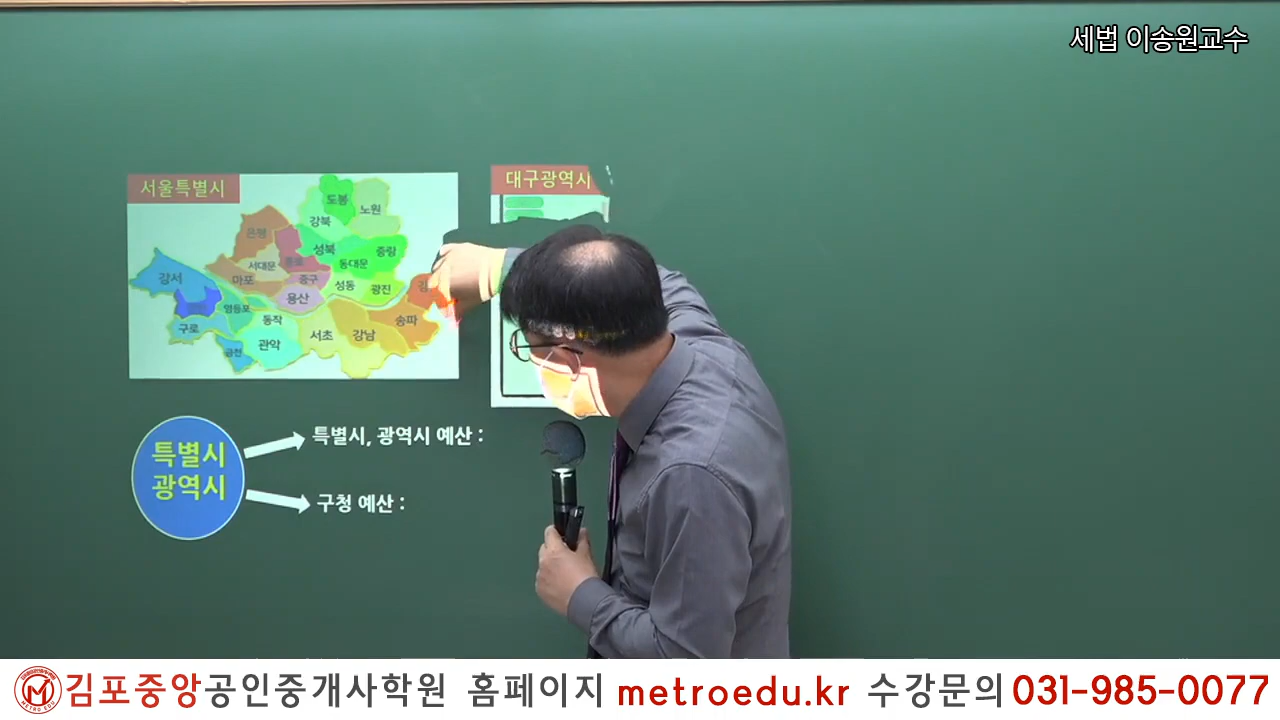 세법 이송원교수
서울특별시
대구광역시
도봉
노원
강북
은평
성북
중랑
서대문
종로
동대문
강서
마포
중구
성동
광진
용산
영등포
구로
동작
서초
강남
송파
관악
금천
특별시
광역시
특별시, 광역시 예산 :
구청 예산 :
METRO EDU
김포중앙공인중개사학원 홈페이지 metroedu.kr 수강문의 031-985-0077